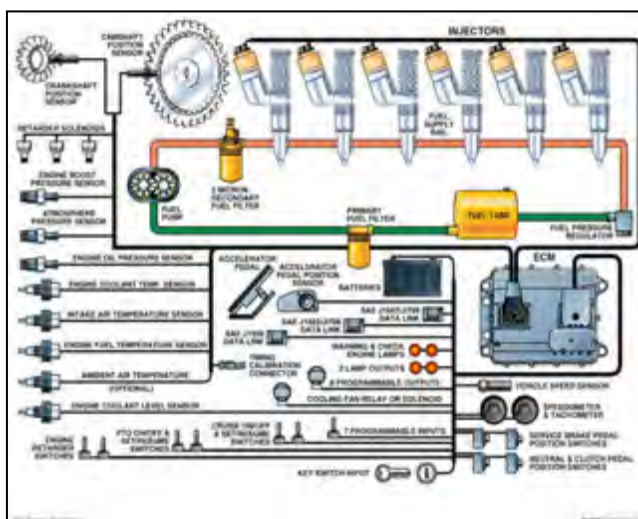 CAMSHAFT
POSITION
SENSOR
INJECTORS
CRANKSHAFT
POSITION
SENSOR
RETARDER SOLENOIDS
FUEL
SUPPLY
RAIL
ENGINE BOOST
PRESSURE SENSOR
FUEL
PUMP
2 MICRON
SECONDARY
FUEL FILTER
PRIMARY
FUEL FILTER
FUEL TANK
FUEL PRESSURE
REGULATOR
ATMOSPHERE
PRESSURE SENSOR
ENGINE OIL PRESSURE SENSOR
ACCELERATOR
PEDAL
ACCELERATOR
PEDAL POSITION
SENSOR
BATTERIES
ECM
ENGINE COOLANT TEMP. SENSOR
DATA LINK
INTAKE AIR TEMPERATURE SENSOR
SAE
DATA LINK
WARNING & CHECK
ENGINE LAMPS
ENGINE FUEL TEMPERATURE SENSOR
TIMING
CALIBRATION
CONNECTOR
2 LAMP OUTPUTS
4 PROGRAMMABLE OUTPUTS
AMBIENT AIR TEMPERATURE
(OPTIONAL)
VEHICLE SPEED SENSOR
COOLING FAN RELAY OR SOLENOID
ENGINE COOLANT LEVEL SENSOR
SPEEDOMETER
& TACHOMETER
ENGINE
RETARDER
SWITCHES
PTO ON/OFF &
SET/RESUME
SWITCHES
CRUISE ON/OFF
& SET/RESUME
SWITCHES
7 PROGRAMMABLE INPUTS
SERVICE BRAKE PEDAL
POSITION SWITCHES
NEUTRAL & CLUTCH PEDAL
POSITION SWITCHES
KEY SWITCH INPUT